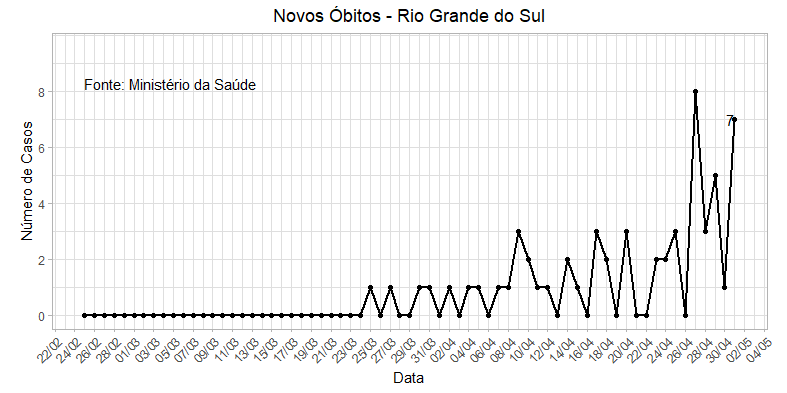 Novos Óbitos - Rio Grande do Sul
Fonte: Ministério da Saúde
Número de Casos
8
6
4
2
0
7
22/02 24/02 26/02 28/02 01/03 03/03 05/03 07/03 09/03 11/03 13/03 15/03 17/03 19/03 21/03 23/03 25/03 27/03 29/03 31/03 02/04 04/04 06/04 08/04 10/04 12/04 14/04 16/04 18/04 20/04 22/04 24/04 26/04 28/04 30/04 02/05 04/05
Data